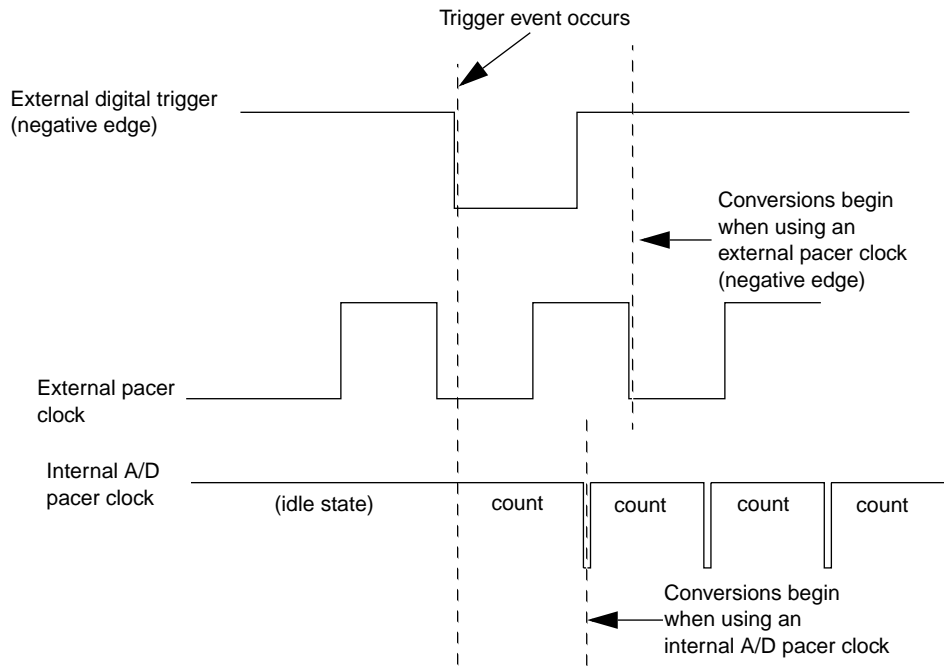 Trigger event occurs
External digital trigger
(negative edge)
Conversions begin
when using an
external pacer clock
(negative edge)
External pacer
clock
Internal A/D
pacer clock
(idle state)
count
count
count
count
Conversions begin
when using an
internal A/D pacer clock